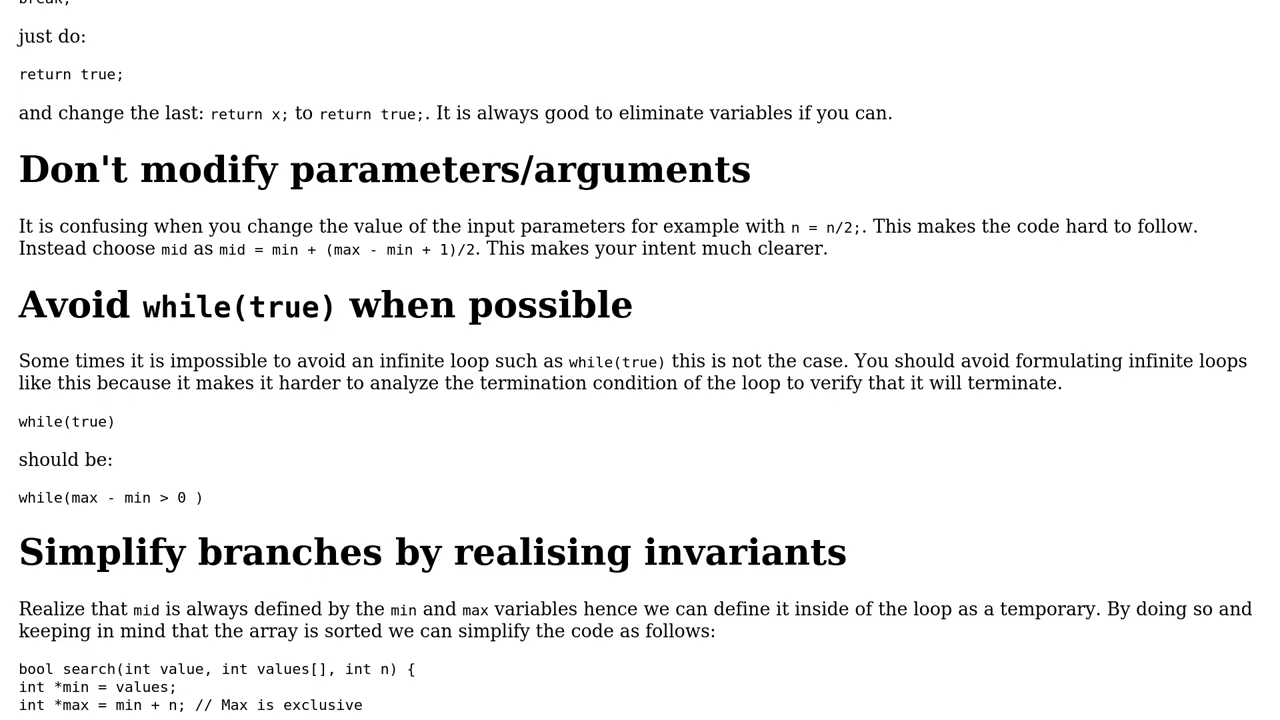 break;
just do:
return true;
and change the last: return x; to return true;. It is always good to eliminate variables if you can.
Don't modify parameters/arguments
It is confusing when you change the value of the input parameters for example with n = n/2;. This makes the code hard to follow.
Instead choose mid as mid = min + (max - min + 1)/2. This makes your intent much clearer.
Avoid while(true) when possible
Some times it is impossible to avoid an infinite loop such as while(true) this is not the case. You should avoid formulating infinite loops
like this because it makes it harder to analyze the termination condition of the loop to verify that it will terminate.
while(true)
should be:
while(max - min > 0 )
Simplify branches by realising invariants
Realize that mid is always defined by the min and max variables hence we can define it inside of the loop as a temporary. By doing so and
keeping in mind that the array is sorted we can simplify the code as follows:
bool search(int value, int values[], int n) {
int *min = values;
int *max = min + n; // Max is exclusive